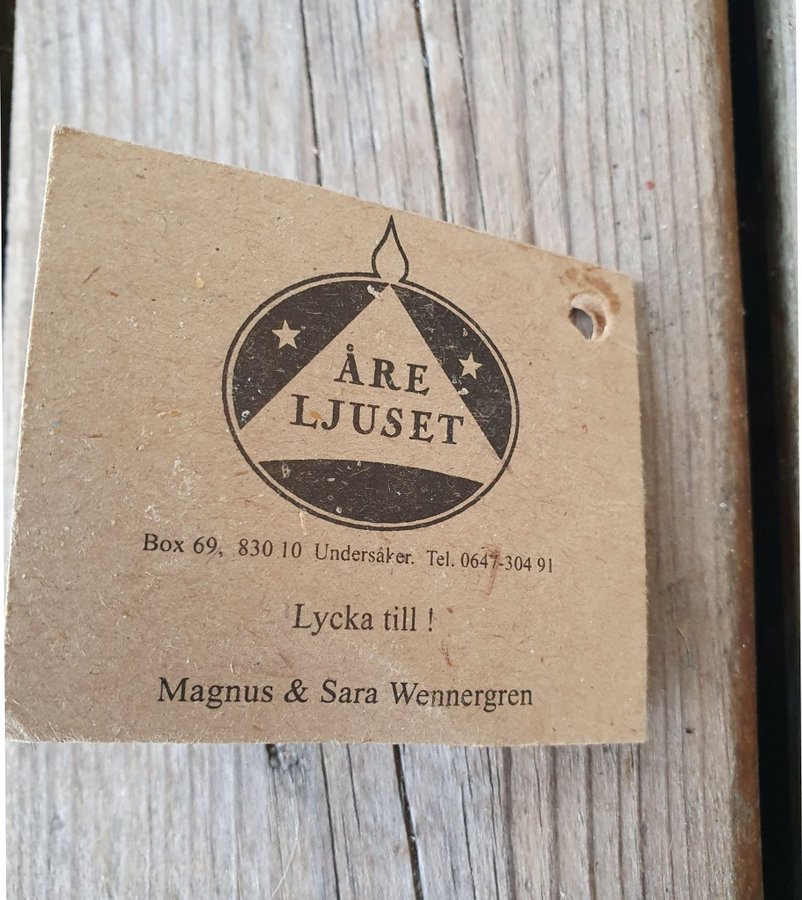 ÅRE
LJUSET
Box 69, 830 10 Undersåker. Tel. 0647-304 91
Lycka till !
Magnus & Sara Wennergren